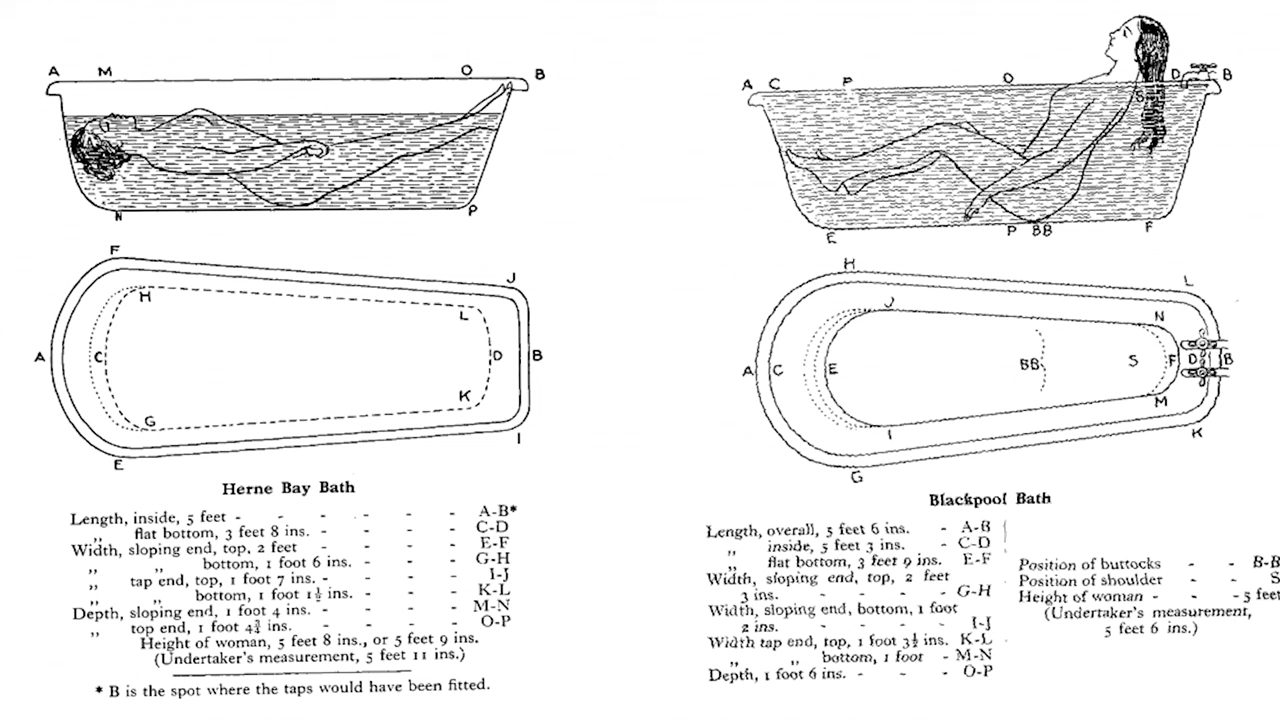 A M O B
N P
F
J
H
L
A C D B
K
G
I
E
Herne Bay Bath
Length, inside, 5 feet - - - - - - A-B*
„ flat bottom, 3 feet 8 ins. - - - - C-D
Width, sloping end, top, 2 feet - - - - E-F
„ „ bottom, 1 foot 6 ins. - - - G-H
„ tap end, top, 1 foot 7 ins. - - - - I-J
„ „ bottom, 1 foot 1½ ins. - - - K-L
Depth, sloping end, 1 foot 4 ins. - - - - M-N
„ top end, 1 foot 4¾ ins. - - - - O-P
Height of woman, 5 feet 8 ins., or 5 feet 9 ins.
(Undertaker's measurement, 5 feet 11 ins.)
* B is the spot where the taps would have been fitted.
A C P O D B
S
E P BB F
H
L
J
N
A C E BB S F D B
M
I
K
G
Blackpool Bath
Length, overall, 5 feet 6 ins. - A-B
„ inside, 5 feet 3 ins. - C-D
„ flat bottom, 3 feet 9 ins. E-F
Width, sloping end, top, 2 feet
3 ins. - - - - G-H
Width, sloping end, bottom, 1 foot
2 ins. - - - - I-J
Width tap end, top, 1 foot 3½ ins. K-L
„ „ bottom, 1 foot - M-N
Depth, 1 foot 6 ins. - - - O-P
Position of buttocks - - B-B
Position of shoulder - - S
Height of woman - - - 5 feet
(Undertaker's measurement,
5 feet 6 ins.)